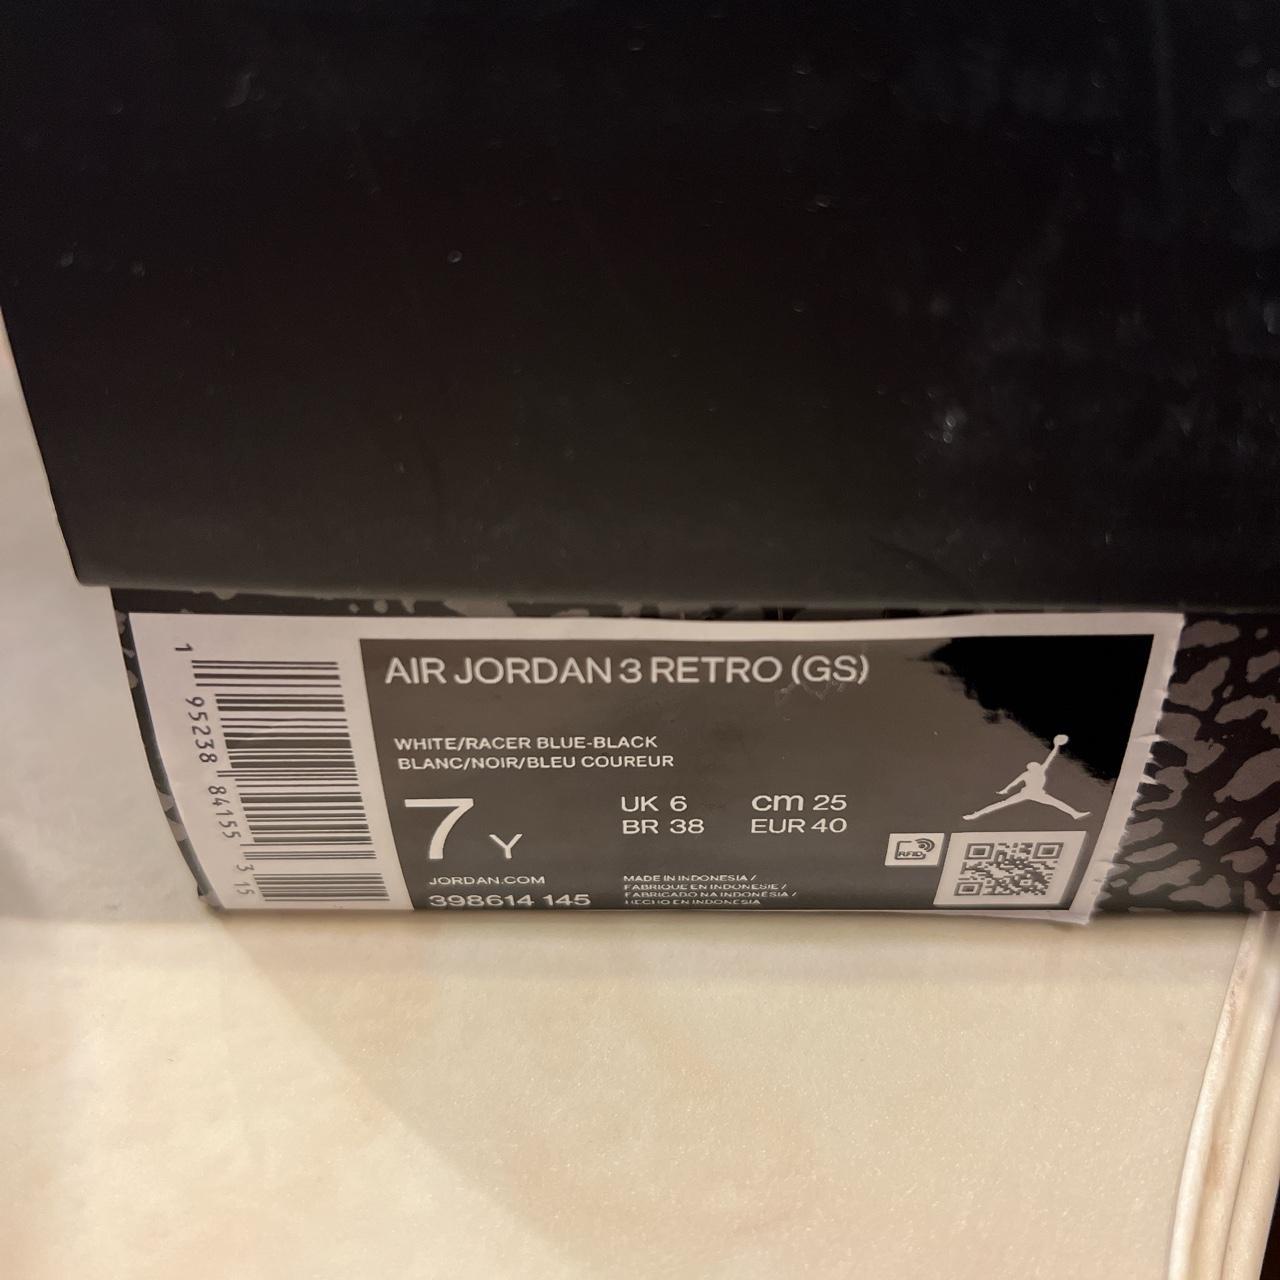 AIR JORDAN 3 RETRO (GS)
WHITE/RACER BLUE-BLACK
BLANC/NOIR/BLEU COUREUR
7 Y
UK 6
BR 38
cm 25
EUR 40
JORDAN.COM
398614 145
MADE IN INDONESIA /
FABRIQUE EN INDONESIE /
FABRICADO NA INDONESIA /
HECHO EN INDONESIA
RFID
1 95238 84155 3 15